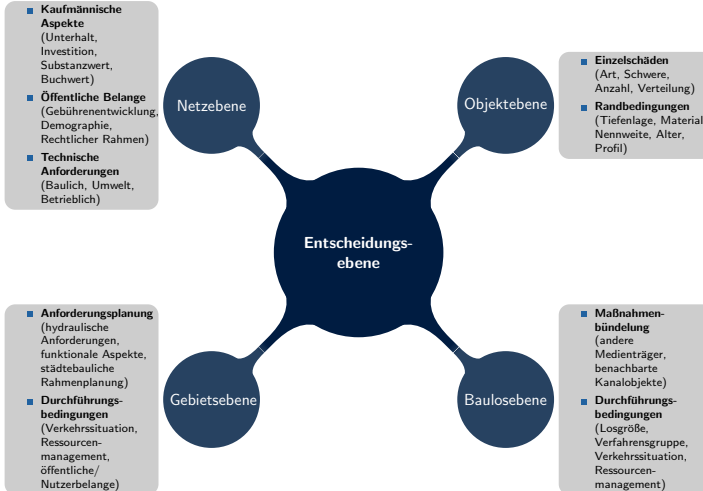 Kaufmännische
Aspekte
(Unterhalt,
Investition,
Substanzwert,
Buchwert)
Öffentliche Belange
(Gebührenentwicklung,
Demographie,
Rechtlicher Rahmen)
Technische
Anforderungen
(Baulich, Umwelt,
Betrieblich)
Netzebene
Objektebene
Einzelschäden
(Art, Schwere,
Anzahl, Verteilung)
Randbedingungen
(Tiefenlage, Material
Nennweite, Alter,
Profil)
Entscheidungs-
ebene
Anforderungsplanung
(hydraulische
Anforderungen,
funktionale Aspekte,
städtebauliche
Rahmenplanung)
Durchführungs-
bedingungen
(Verkehrssituation,
Ressourcen-
management,
öffentliche/
Nutzerbelange)
Gebietsebene
Baulosebene
Maßnahmen-
bündelung
(andere
Medienträger,
benachbarte
Kanalobjekte)
Durchführungs-
bedingungen
(Losgröße,
Verfahrensgruppe,
Verkehrssituation,
Ressourcen-
management)